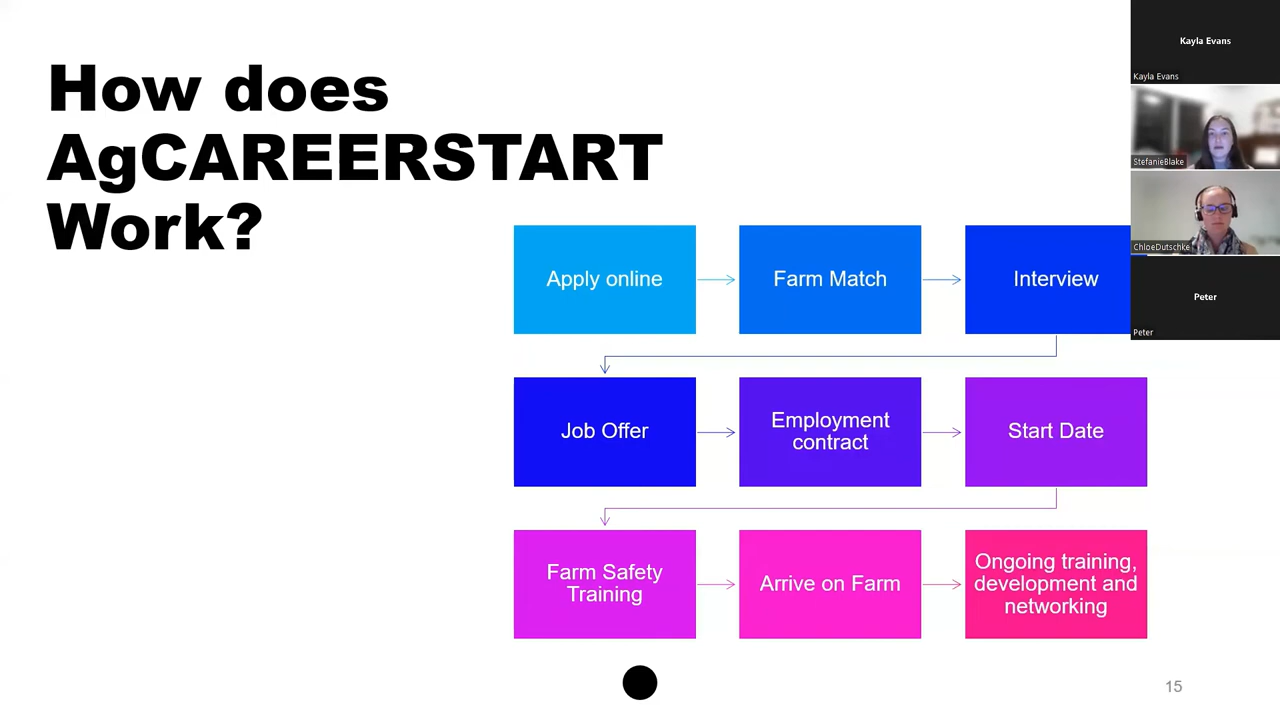 How does
AgCAREERSTART
Work?
Apply online
Farm Match
Interview
Job Offer
Employment
contract
Start Date
Farm Safety
Training
Arrive on Farm
Ongoing training,
development and
networking
15
Kayla Evans
Kayla Evans
StefanieBlake
ChloeDutschke
Peter
Peter